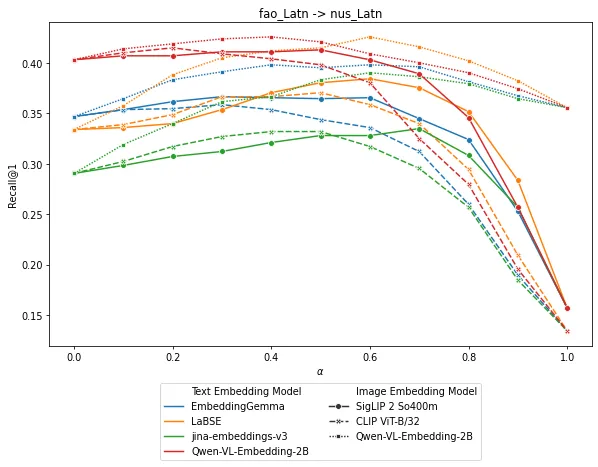 fao_Latn -> nus_Latn
Recall@1
0.40
0.35
0.30
0.25
0.20
0.15
0.0 0.2 0.4 0.6 0.8 1.0
α
Text Embedding Model
EmbeddingGemma
LaBSE
jina-embeddings-v3
Qwen-VL-Embedding-2B
Image Embedding Model
SigLIP 2 So400m
CLIP ViT-B/32
Qwen-VL-Embedding-2B